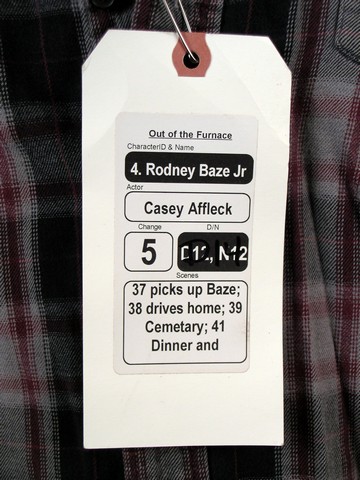 Out of the Furnace
CharacterID & Name
4. Rodney Baze Jr
Actor
Casey Affleck
Change D/N
5 D11, N12
Scenes
37 picks up Baze;
38 drives home; 39
Cemetary; 41
Dinner and